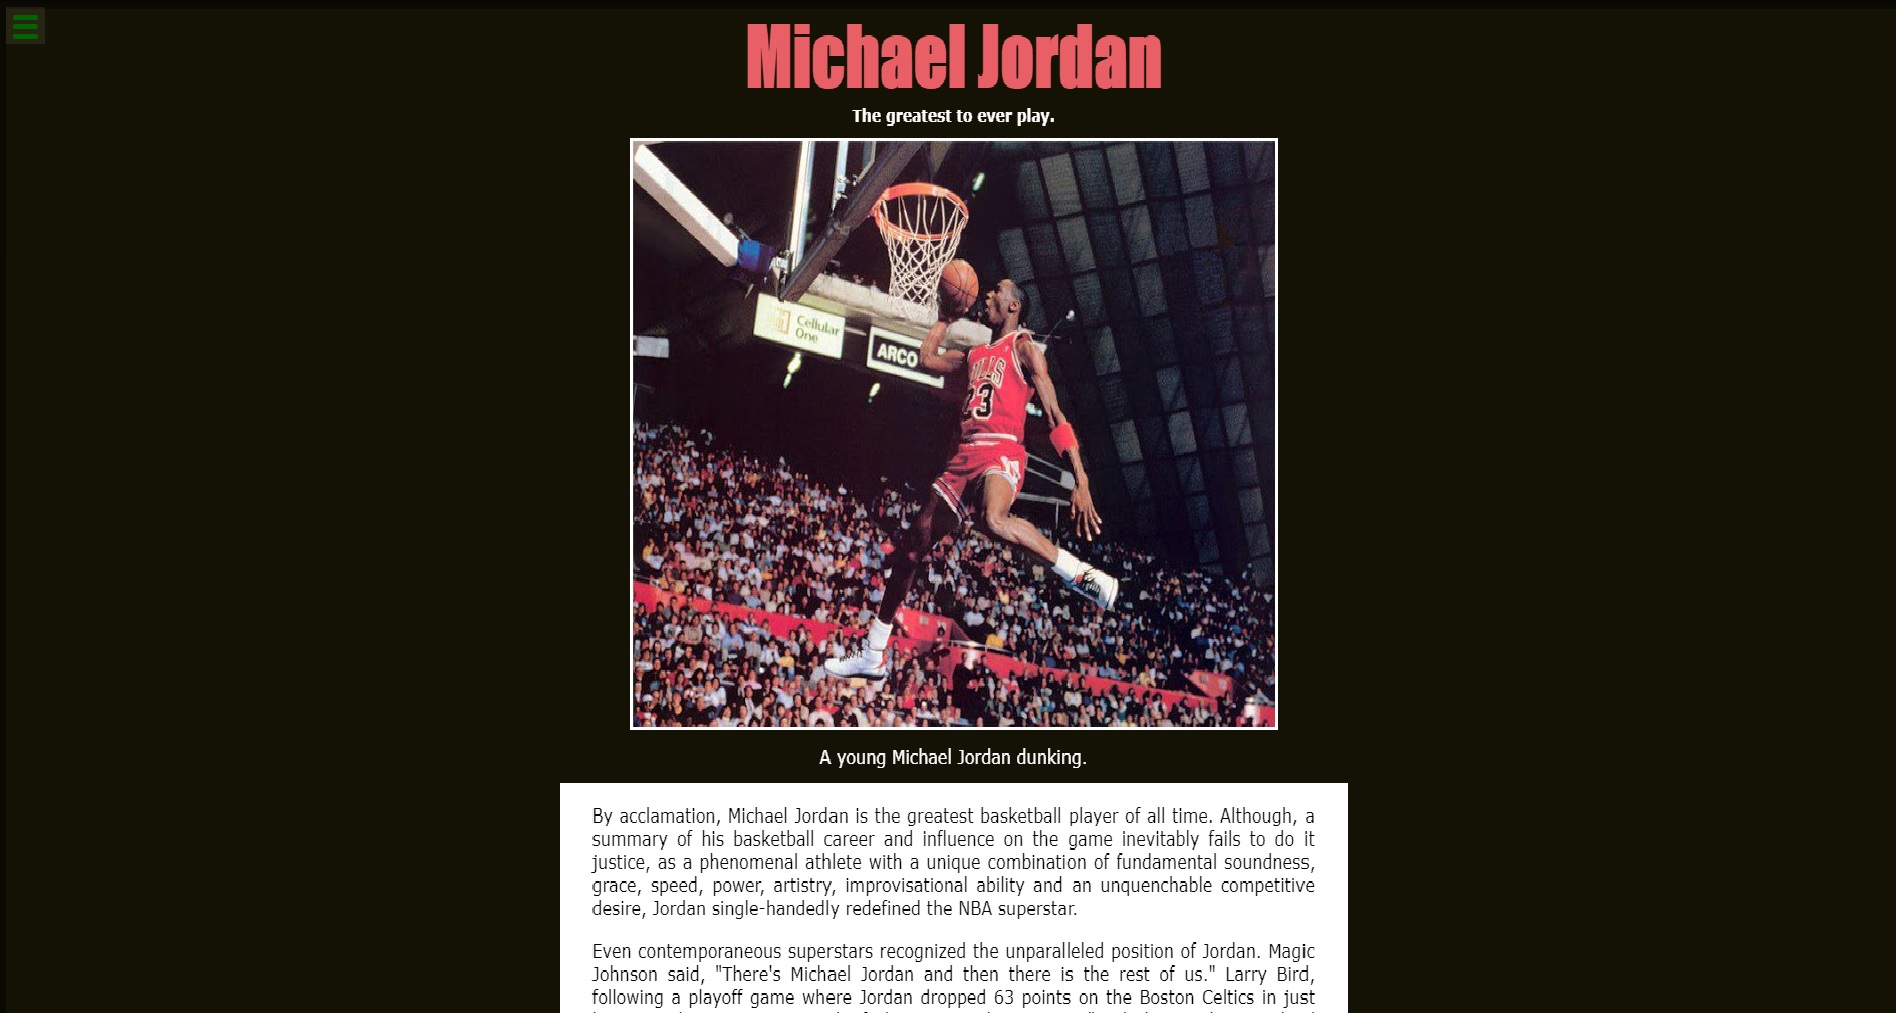 Michael Jordan
The greatest to ever play.
Cellular
One
ARCO
23
A young Michael Jordan dunking.
By acclamation, Michael Jordan is the greatest basketball player of all time. Although, a
summary of his basketball career and influence on the game inevitably fails to do it
justice, as a phenomenal athlete with a unique combination of fundamental soundness,
grace, speed, power, artistry, improvisational ability and an unquenchable competitive
desire, Jordan single-handedly redefined the NBA superstar.
Even contemporaneous superstars recognized the unparalleled position of Jordan. Magic
Johnson said, "There's Michael Jordan and then there is the rest of us." Larry Bird,
following a playoff game where Jordan dropped 63 points on the Boston Celtics in just